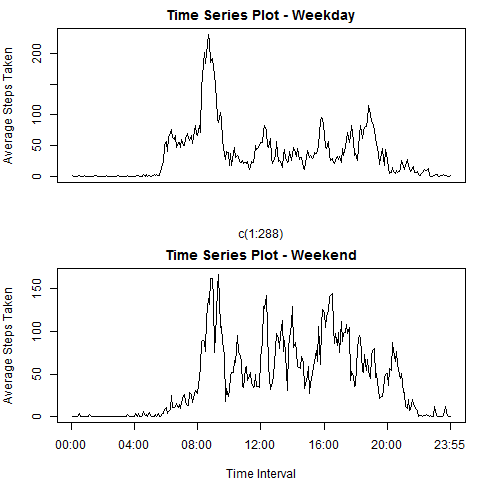 Time Series Plot - Weekday
Average Steps Taken
200
100
50
0
c(1:288)
Time Series Plot - Weekend
Average Steps Taken
150
100
50
0
00:00 04:00 08:00 12:00 16:00 20:00 23:55
Time Interval